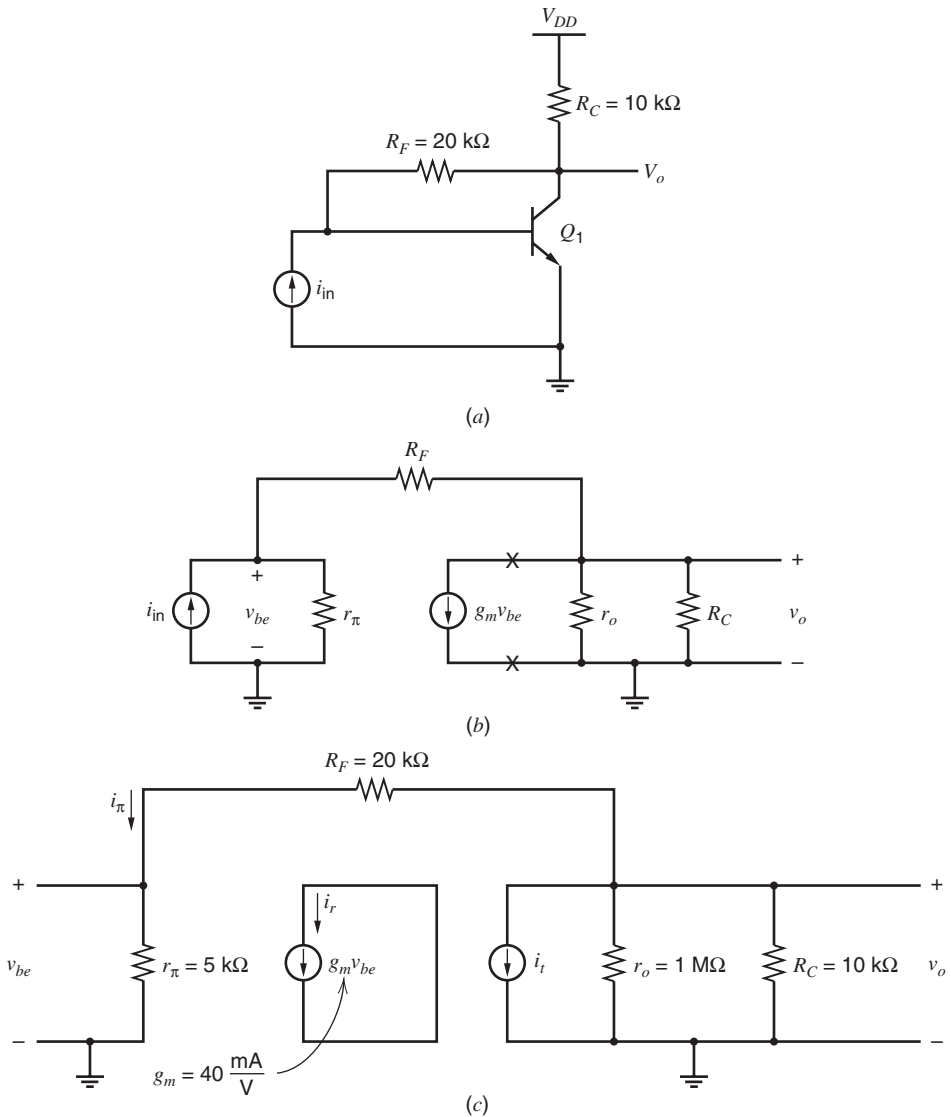 V_DD
R_C = 10 kΩ
R_F = 20 kΩ
V_o
Q_1
i_in
(a)
R_F
+ × +
i_in v_be r_π g_m v_be r_o R_C v_o
− × −
(b)
R_F = 20 kΩ
i_π
+ i_r +
v_be r_π = 5 kΩ g_m v_be i_t r_o = 1 MΩ R_C = 10 kΩ v_o
− −
g_m = 40 mA/V
(c)